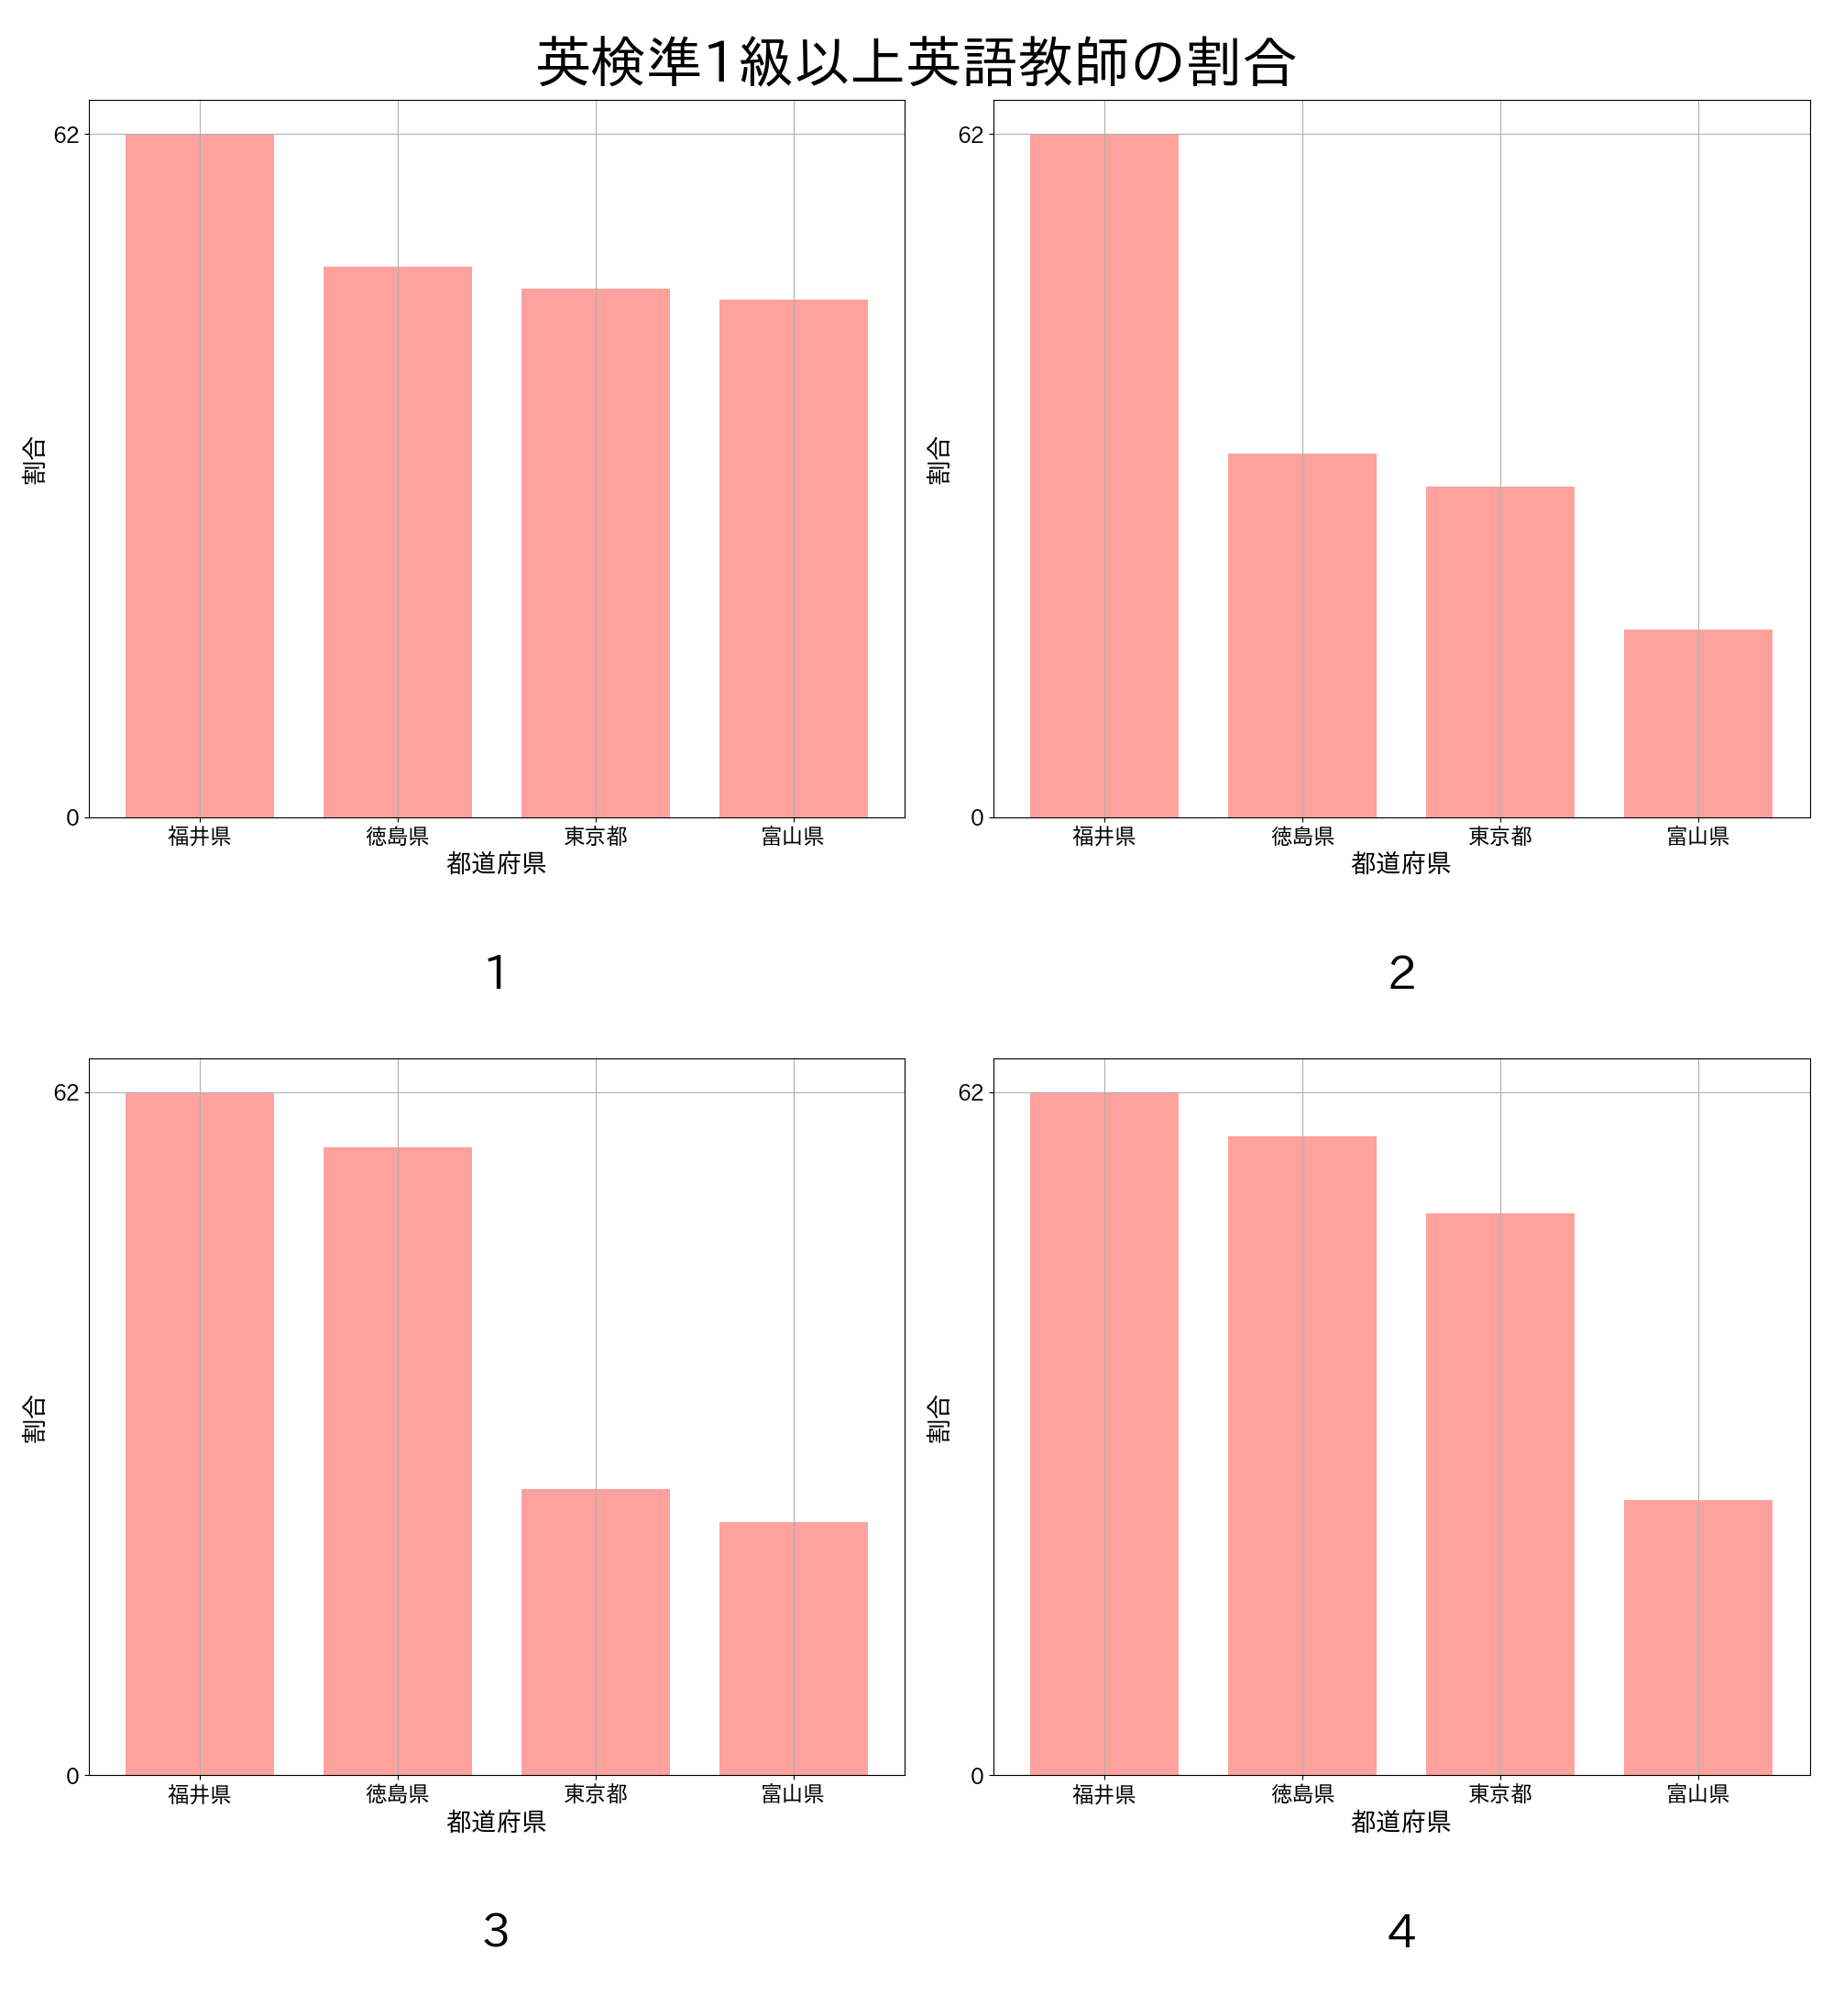 英検準1級以上英語教師の割合
62
0
割合
福井県 徳島県 東京都 富山県
都道府県
1
62
0
割合
福井県 徳島県 東京都 富山県
都道府県
2
62
0
割合
福井県 徳島県 東京都 富山県
都道府県
3
62
0
割合
福井県 徳島県 東京都 富山県
都道府県
4